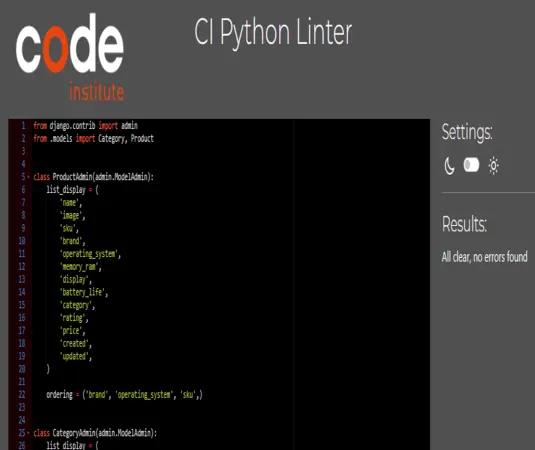 code
institute
CI Python Linter
1 from django.contrib import admin
2 from .models import Category, Product
3
4
5 class ProductAdmin(admin.ModelAdmin):
6     list_display = (
7         'name',
8         'image',
9         'sku',
10         'brand',
11         'operating_system',
12         'memory_ram',
13         'display',
14         'battery_life',
15         'category',
16         'rating',
17         'price',
18         'created',
19         'updated',
20     )
21
22     ordering = ('brand', 'operating_system', 'sku',)
23
24
25 class CategoryAdmin(admin.ModelAdmin):
26     list_display = (
Settings:
Results:
All clear, no errors found